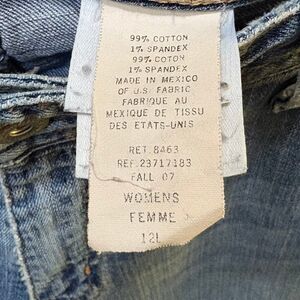 99% COTTON
1% SPANDEX
99% COTON
1% SPANDEX
MADE IN MEXICO
OF U.S. FABRIC
FABRIQUE AU
MEXIQUE DE TISSU
DES ETATS-UNIS
RET.8463
REF.23717183
FALL 07
WOMENS
FEMME
12L